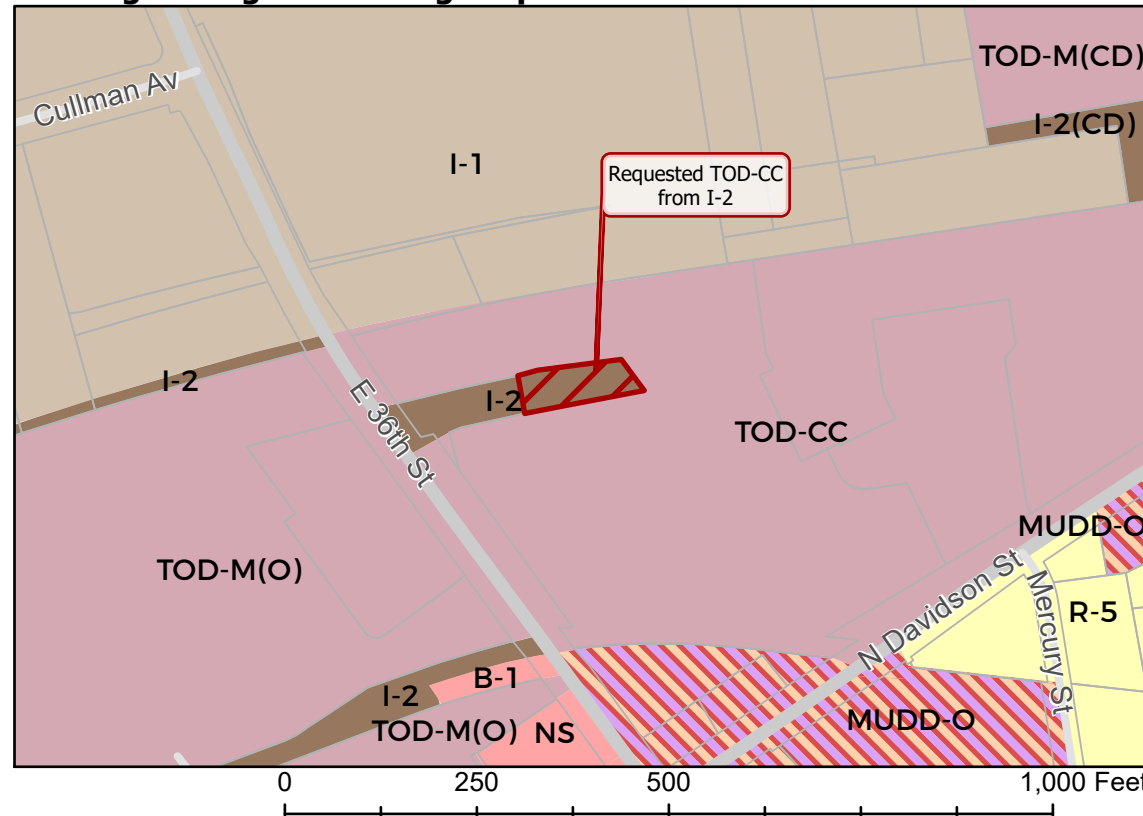 TOD-M(CD)
Cullman Av
I-2(CD)
I-1
Requested TOD-CC
from I-2
I-2
E 36th St
I-2
TOD-CC
MUDD-O
TOD-M(O)
N Davidson St
Mercury St
R-5
B-1
I-2
TOD-M(O)
NS
MUDD-O
0
250
500
1,000 Feet